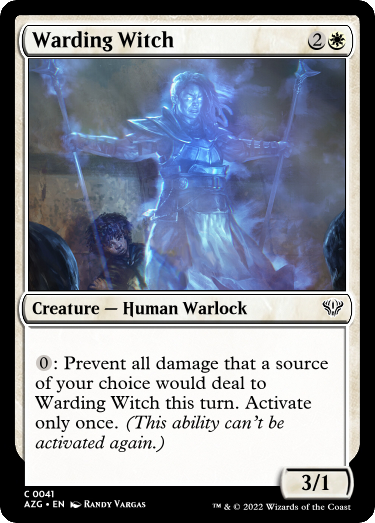 Warding Witch 2
Creature — Human Warlock
0: Prevent all damage that a source
of your choice would deal to
Warding Witch this turn. Activate
only once. (This ability can't be
activated again.)
3/1
C 0041
AZG • EN Randy Vargas
™ & © 2022 Wizards of the Coast